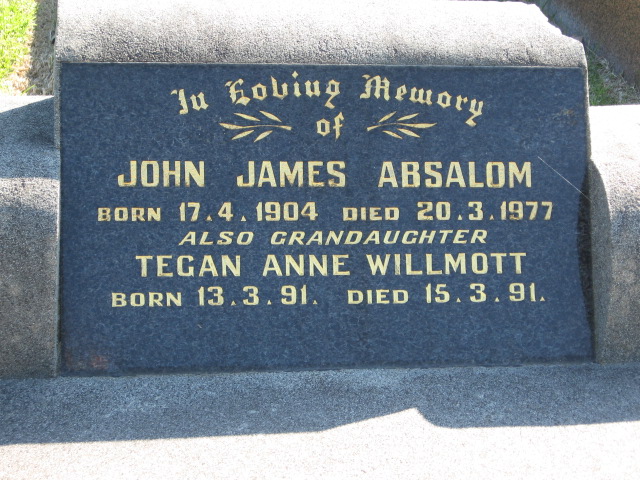 In Loving Memory
of
JOHN JAMES ABSALOM
BORN 17.4.1904 DIED 20.3.1977
ALSO GRANDAUGHTER
TEGAN ANNE WILLMOTT
BORN 13.3.91. DIED 15.3.91.